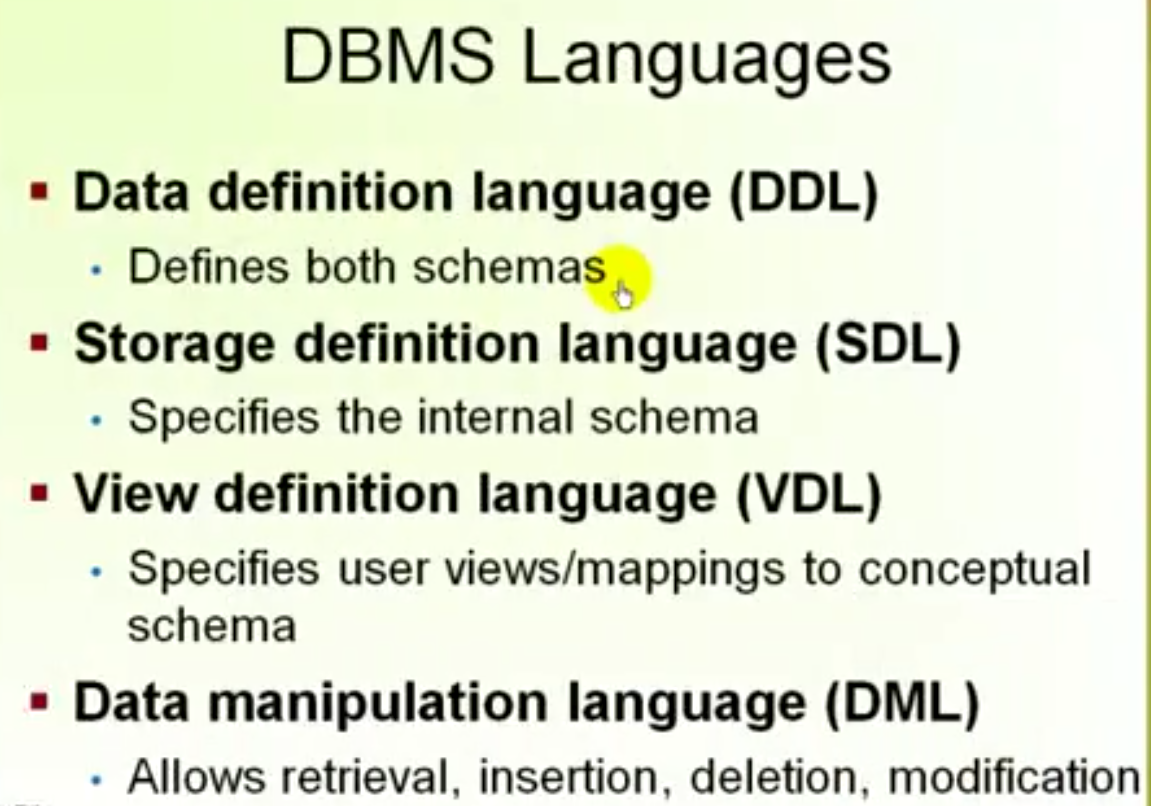 DBMS Languages
▪ Data definition language (DDL)
• Defines both schemas
▪ Storage definition language (SDL)
• Specifies the internal schema
▪ View definition language (VDL)
• Specifies user views/mappings to conceptual
schema
▪ Data manipulation language (DML)
• Allows retrieval, insertion, deletion, modification